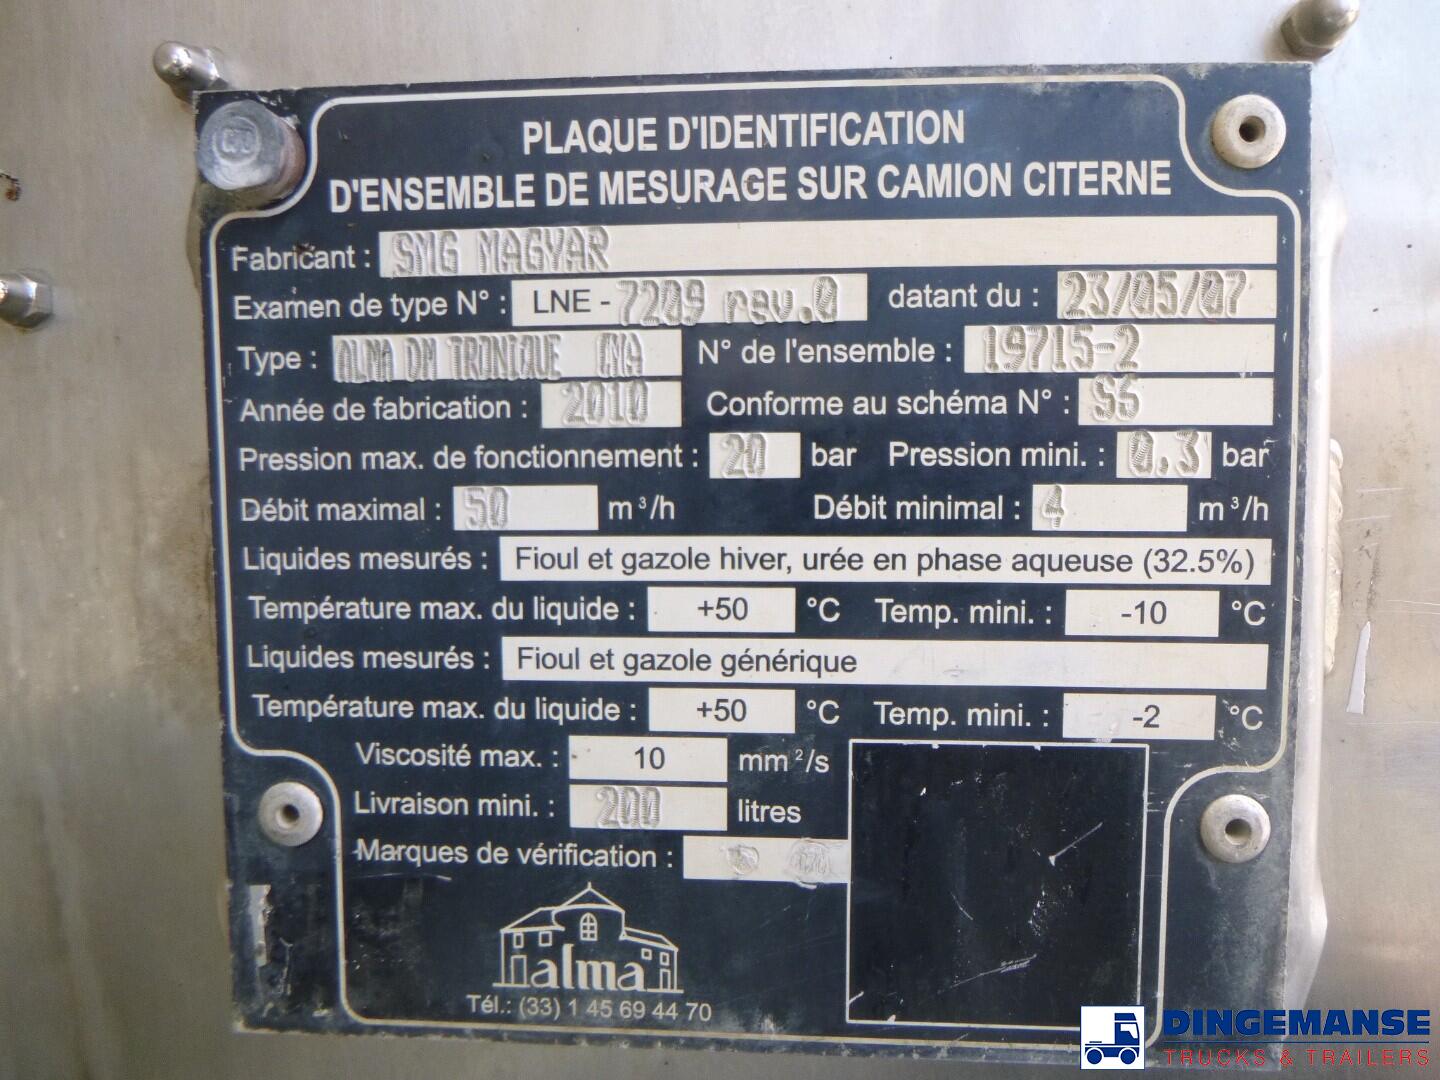 PLAQUE D'IDENTIFICATION
D'ENSEMBLE DE MESURAGE SUR CAMION CITERNE
Fabricant : SMG MAGYAR
Examen de type N° : LNE - 7209 rev.0 datant du : 23/05/07
Type : ALMA DM TRONIQUE N° de l'ensemble : 19715-2
Année de fabrication : 2010 Conforme au schéma N° :
Pression max. de fonctionnement : 20 bar Pression mini. : 0.3 bar
Débit maximal : 50 m³/h Débit minimal : 4 m³/h
Liquides mesurés : Fioul et gazole hiver, urée en phase aqueuse (32.5%)
Température max. du liquide : +50 °C Temp. mini. : -10 °C
Liquides mesurés : Fioul et gazole générique
Température max. du liquide : +50 °C Temp. mini. : -2 °C
Viscosité max. : 10 mm²/s
Livraison mini. : 200 litres
Marques de vérification :
alma
Tél.: (33) 1 45 69 44 70
DINGEMANSE
TRUCKS & TRAILERS